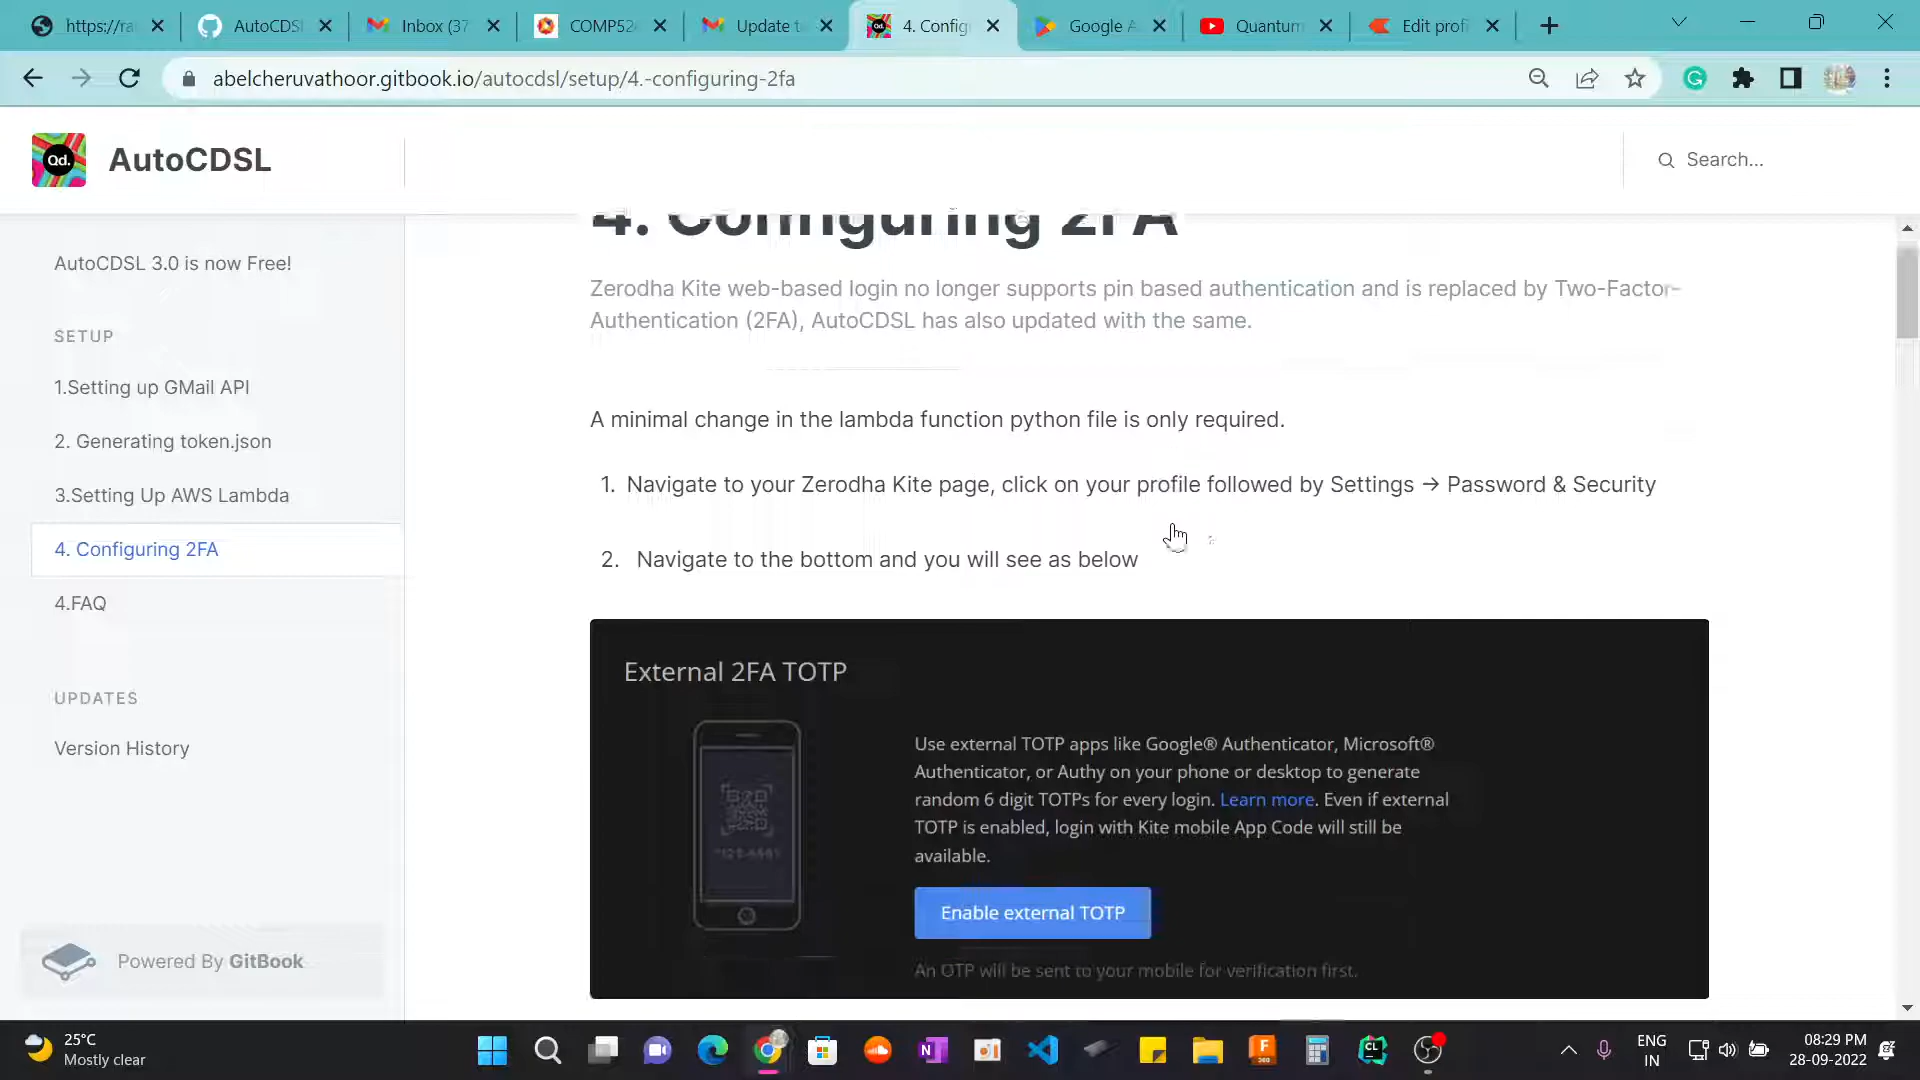 https://ra
AutoCDS
Inbox (37
COMP52
Update t
4. Config
Google A
Quantum
Edit profi
abelcheruvathoor.gitbook.io/autocdsl/setup/4.-configuring-2fa
Qd.
AutoCDSL
Search...
AutoCDSL 3.0 is now Free!
SETUP
1.Setting up GMail API
2. Generating token.json
3.Setting Up AWS Lambda
4. Configuring 2FA
4.FAQ
UPDATES
Version History
Powered By GitBook
4. Configuring 2FA
Zerodha Kite web-based login no longer supports pin based authentication and is replaced by Two-Factor-
Authentication (2FA), AutoCDSL has also updated with the same.
A minimal change in the lambda function python file is only required.
1. Navigate to your Zerodha Kite page, click on your profile followed by Settings → Password & Security
2. Navigate to the bottom and you will see as below
External 2FA TOTP
Use external TOTP apps like Google® Authenticator, Microsoft®
Authenticator, or Authy on your phone or desktop to generate
random 6 digit TOTPs for every login. Learn more. Even if external
TOTP is enabled, login with Kite mobile App Code will still be
available.
Enable external TOTP
An OTP will be sent to your mobile for verification first.
25°C
Mostly clear
ENG
IN
08:29 PM
28-09-2022